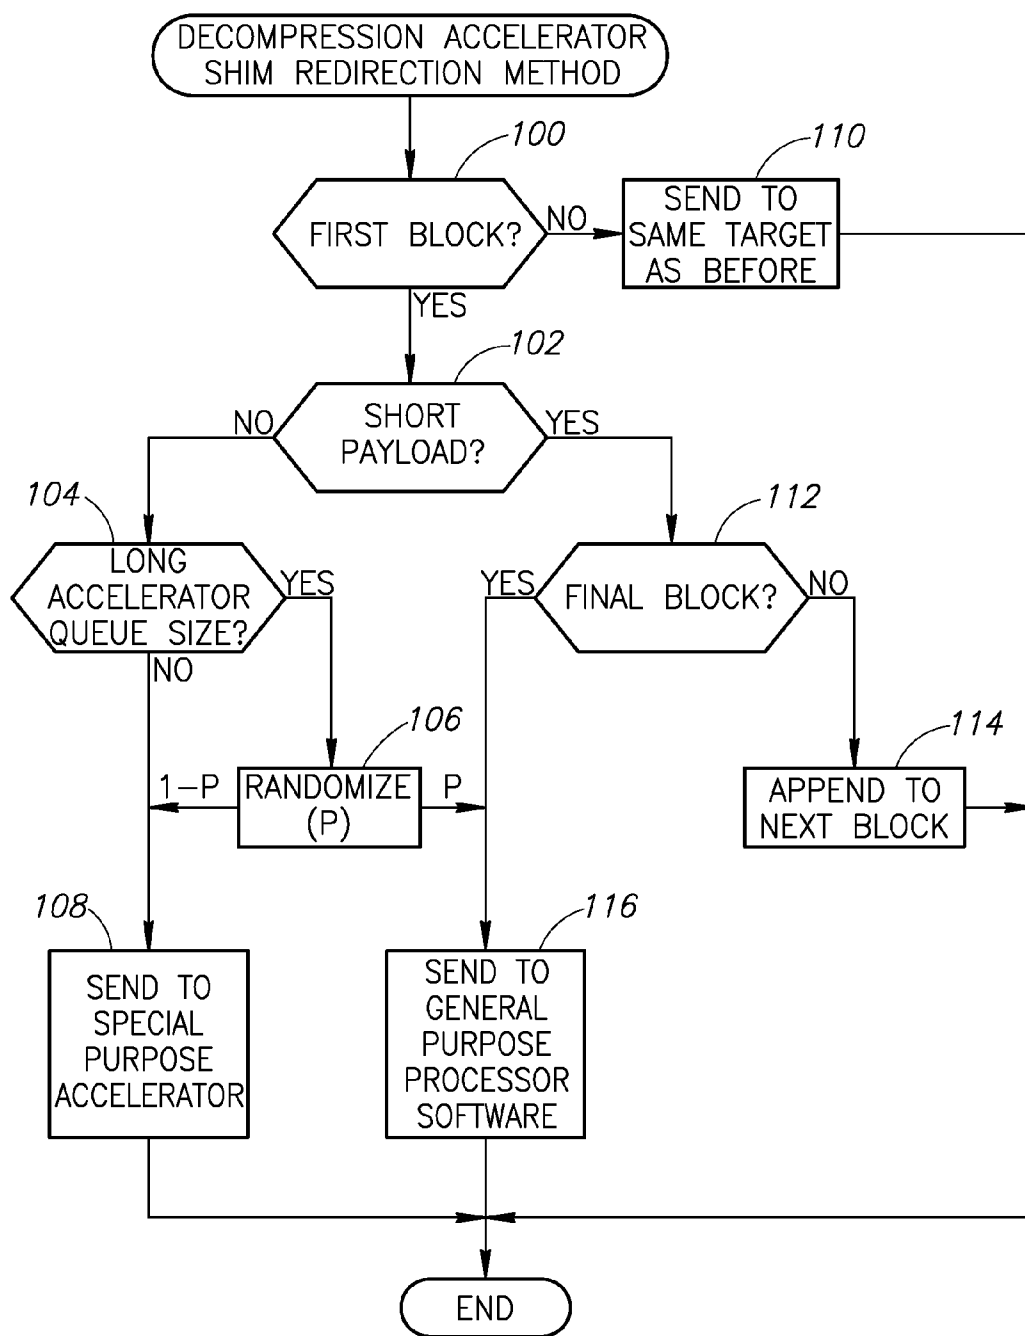 DECOMPRESSION ACCELERATOR
SHIM REDIRECTION METHOD
100
110
FIRST BLOCK?
NO
SEND TO
SAME TARGET
AS BEFORE
YES
102
SHORT
PAYLOAD?
NO
YES
104
112
LONG
ACCELERATOR
QUEUE SIZE?
YES
NO
FINAL BLOCK?
YES
NO
106
114
RANDOMIZE
(P)
1-P
P
APPEND TO
NEXT BLOCK
108
116
SEND TO
SPECIAL
PURPOSE
ACCELERATOR
SEND TO
GENERAL
PURPOSE
PROCESSOR
SOFTWARE
END